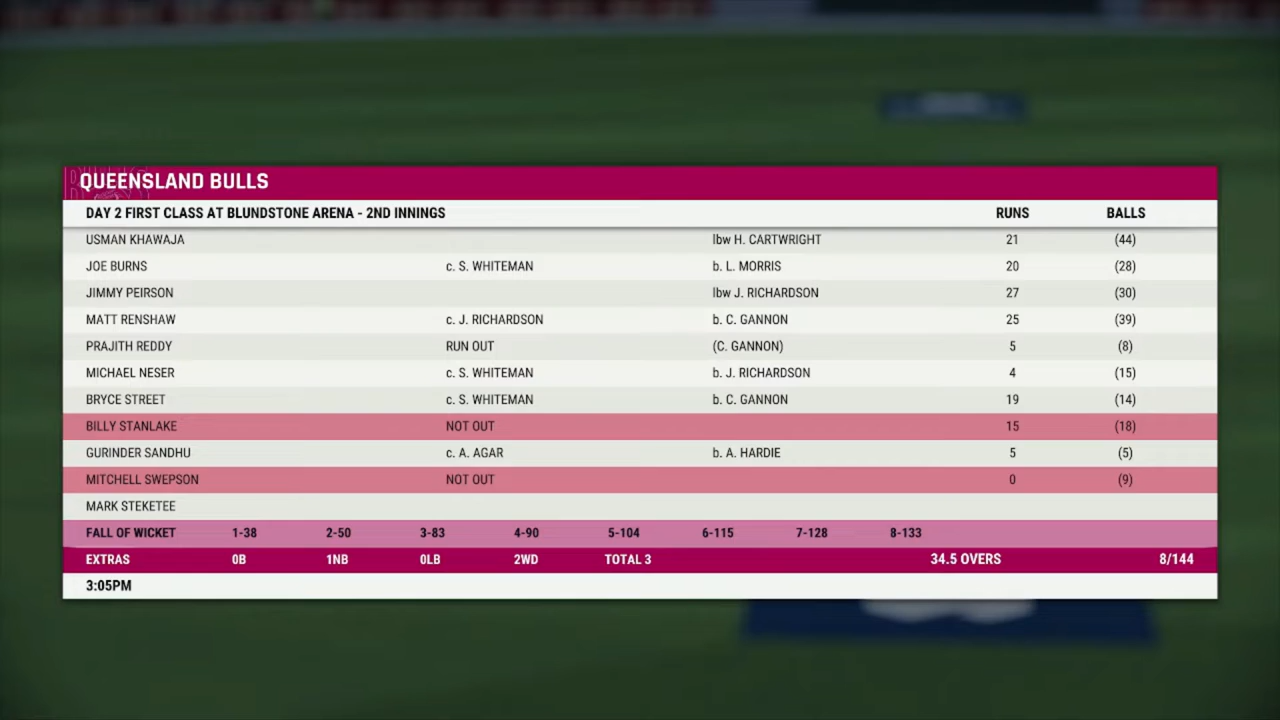 QUEENSLAND BULLS
DAY 2 FIRST CLASS AT BLUNDSTONE ARENA - 2ND INNINGS RUNS BALLS
USMAN KHAWAJA lbw H. CARTWRIGHT 21 (44)
JOE BURNS c. S. WHITEMAN b. L. MORRIS 20 (28)
JIMMY PEIRSON lbw J. RICHARDSON 27 (30)
MATT RENSHAW c. J. RICHARDSON b. C. GANNON 25 (39)
PRAJITH REDDY RUN OUT (C. GANNON) 5 (8)
MICHAEL NESER c. S. WHITEMAN b. J. RICHARDSON 4 (15)
BRYCE STREET c. S. WHITEMAN b. C. GANNON 19 (14)
BILLY STANLAKE NOT OUT 15 (18)
GURINDER SANDHU c. A. AGAR b. A. HARDIE 5 (5)
MITCHELL SWEPSON NOT OUT 0 (9)
MARK STEKETEE
FALL OF WICKET 1-38 2-50 3-83 4-90 5-104 6-115 7-128 8-133
EXTRAS 0B 1NB 0LB 2WD TOTAL 3 34.5 OVERS 8/144
3:05PM